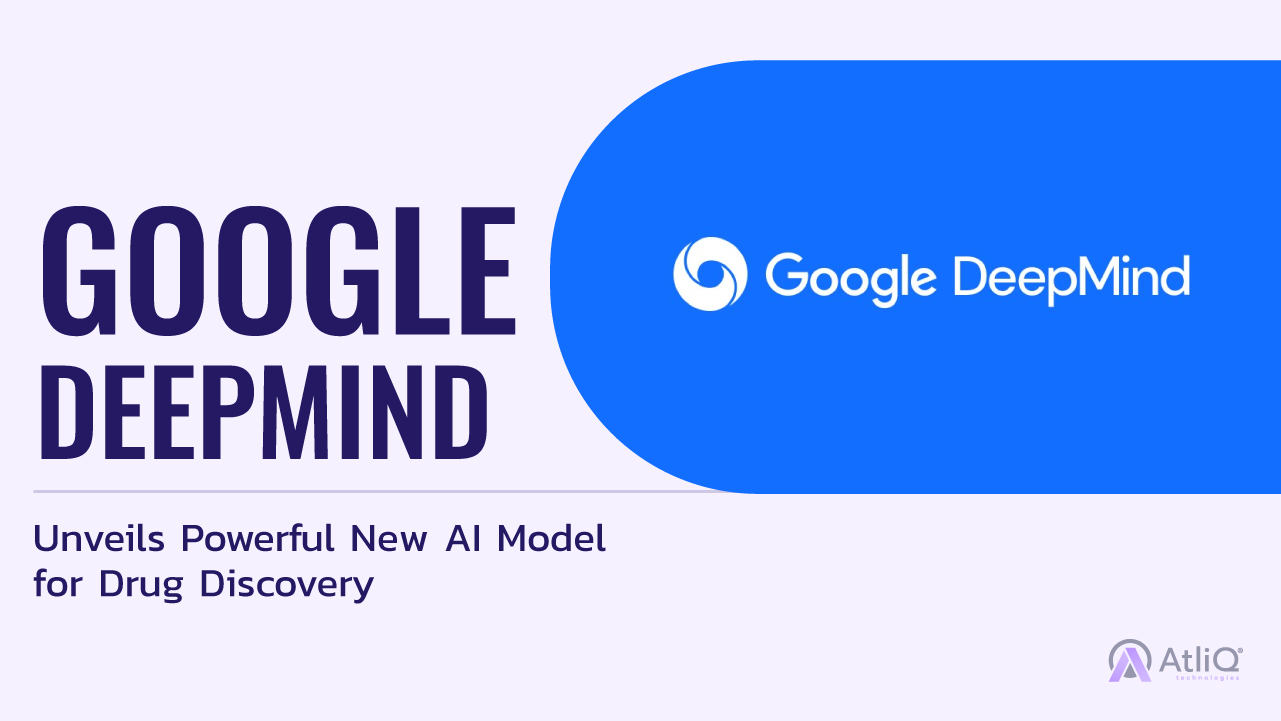 GOOGLE
DEEPMIND
Google DeepMind
Unveils Powerful New AI Model
for Drug Discovery
AtliQ®
technologies